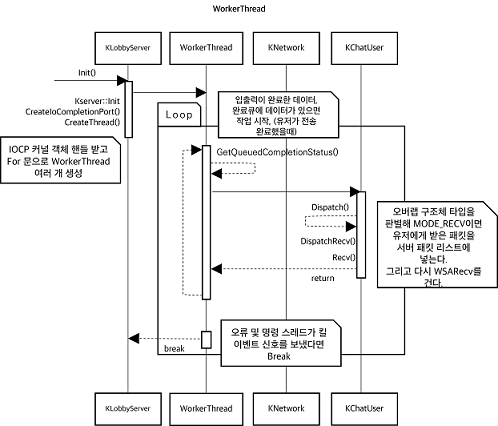 WorkerThread
KLobbyServer
WorkerThread
KNetwork
KChatUser
Init()
Kserver::Init
CreateIoCompletionPort()
CreateThread()
IOCP 커널 객체 핸들 받고
For 문으로 WorkerThread
여러 개 생성
입출력이 완료한 데이터,
완료큐에 데이터가 있으면
작업 시작, (유저가 전송
완료했을때)
Loop
GetQueuedCompletionStatus()
Dispatch()
DispatchRecv()
Recv()
return
오버랩 구조체 타입을
판별해 MODE_RECV이면
유저에게 받은 패킷을
서버 패킷 리스트에
넣는다.
그리고 다시 WSARecv를
건다.
오류 및 명령 스레드가 킬
이벤트 신호를 보냈다면
Break
break
KLobbyServer
WorkerThread
KNetwork
KChatUser